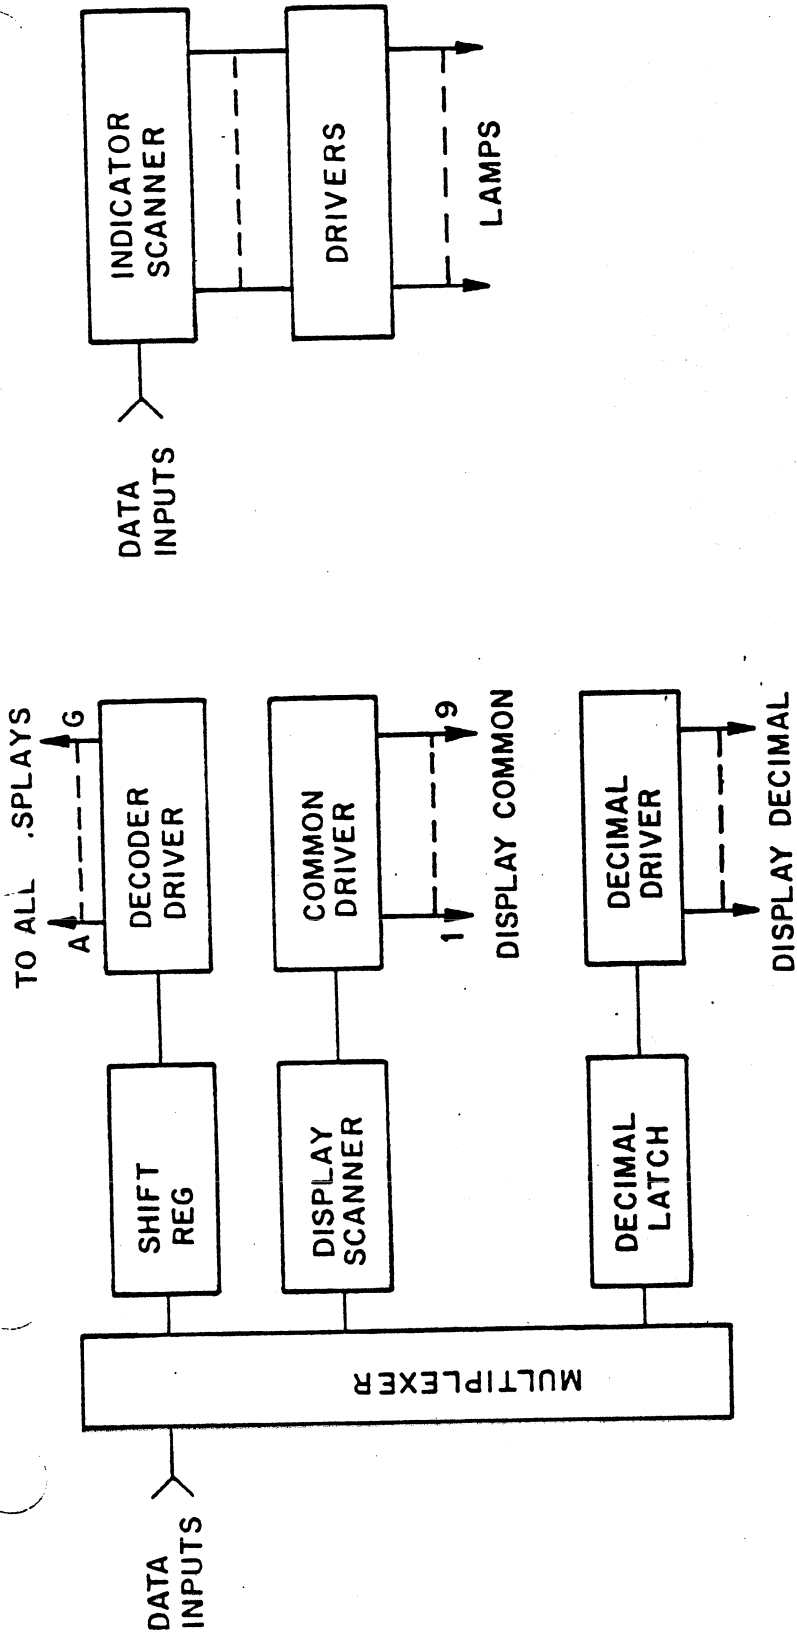 TO ALL .SPLAYS
A
G
DATA
INPUTS
MULTIPLEXER
SHIFT
REG
DECODER
DRIVER
DISPLAY
SCANNER
COMMON
DRIVER
1
9
DISPLAY COMMON
DECIMAL
LATCH
DECIMAL
DRIVER
DISPLAY DECIMAL
DATA
INPUTS
INDICATOR
SCANNER
DRIVERS
LAMPS